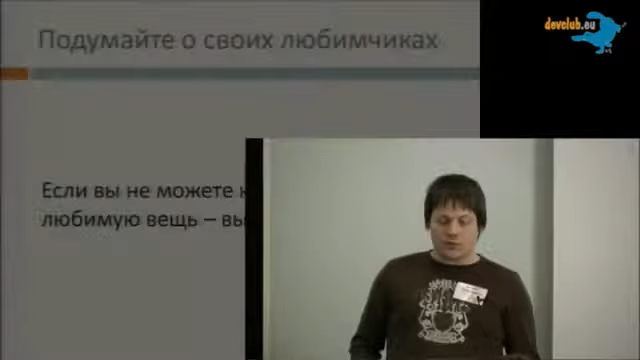 devclub.eu
Подумайте о своих любимчиках
Если вы не можете
любимую вещь – вы